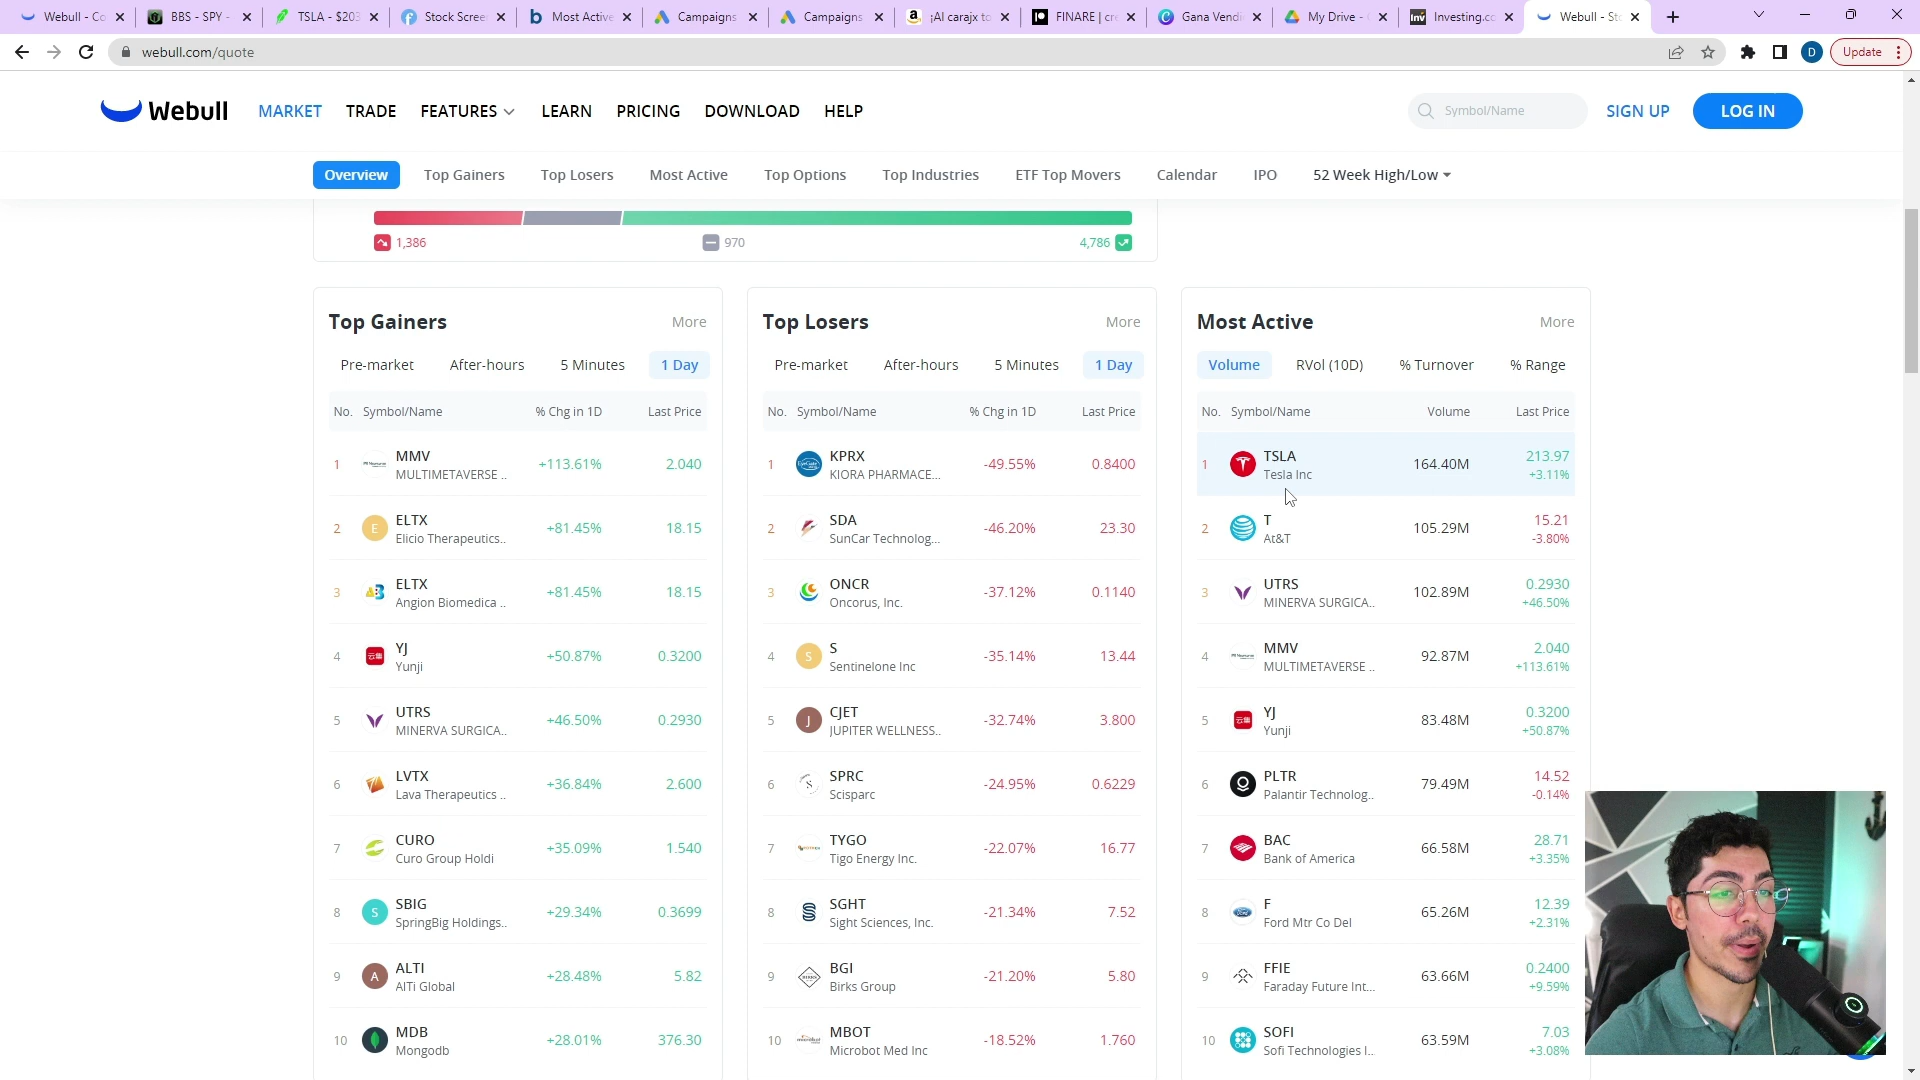 Webull - Co
BBS - SPY -
TSLA - $203
Stock Scree
Most Active
Campaigns
Campaigns
¡Al carajx to
FINARE | cre
Gana Vendi
My Drive -
Investing.co
Webull - Sto
webull.com/quote
D
Update
Webull
MARKET
TRADE
FEATURES
LEARN
PRICING
DOWNLOAD
HELP
Symbol/Name
SIGN UP
LOG IN
Overview
Top Gainers
Top Losers
Most Active
Top Options
Top Industries
ETF Top Movers
Calendar
IPO
52 Week High/Low
1,386
970
4,786
Top Gainers
More
Pre-market
After-hours
5 Minutes
1 Day
No. Symbol/Name % Chg in 1D Last Price
1 MMV +113.61% 2.040
MULTIMETAVERSE ..
2 E ELTX +81.45% 18.15
Elicio Therapeutics..
3 ELTX +81.45% 18.15
Angion Biomedica ..
4 YJ +50.87% 0.3200
Yunji
5 UTRS +46.50% 0.2930
MINERVA SURGICA..
6 LVTX +36.84% 2.600
Lava Therapeutics ..
7 CURO +35.09% 1.540
Curo Group Holdi
8 S SBIG +29.34% 0.3699
SpringBig Holdings..
9 A ALTI +28.48% 5.82
AlTi Global
10 MDB +28.01% 376.30
Mongodb
Top Losers
More
Pre-market
After-hours
5 Minutes
1 Day
No. Symbol/Name % Chg in 1D Last Price
1 KPRX -49.55% 0.8400
KIORA PHARMACE...
2 SDA -46.20% 23.30
SunCar Technolog...
3 ONCR -37.12% 0.1140
Oncorus, Inc.
4 S S -35.14% 13.44
Sentinelone Inc
5 J CJET -32.74% 3.800
JUPITER WELLNESS..
6 SPRC -24.95% 0.6229
Scisparc
7 TYGO -22.07% 16.77
Tigo Energy Inc.
8 SGHT -21.34% 7.52
Sight Sciences, Inc.
9 BGI -21.20% 5.80
Birks Group
10 MBOT -18.52% 1.760
Microbot Med Inc
Most Active
More
Volume
RVol (10D)
% Turnover
% Range
No. Symbol/Name Volume Last Price
1 TSLA 164.40M 213.97
Tesla Inc +3.11%
2 T 105.29M 15.21
At&T -3.80%
3 UTRS 102.89M 0.2930
MINERVA SURGICA.. +46.50%
4 MMV 92.87M 2.040
MULTIMETAVERSE .. +113.61%
5 YJ 83.48M 0.3200
Yunji +50.87%
6 PLTR 79.49M 14.52
Palantir Technolog.. -0.14%
7 BAC 66.58M 28.71
Bank of America +3.35%
8 F 65.26M 12.39
Ford Mtr Co Del +2.31%
9 FFIE 63.66M 0.2400
Faraday Future Int... +9.59%
10 SOFI 63.59M 7.03
Sofi Technologies I... +3.08%